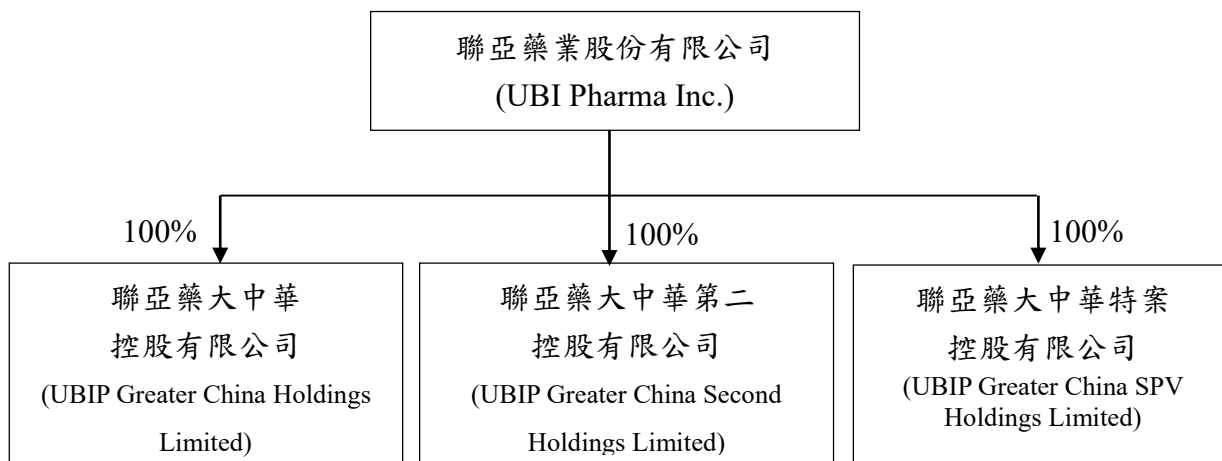 聯亞藥業股份有限公司
(UBI Pharma Inc.)
100%
100%
100%
聯亞藥大中華
控股有限公司
(UBIP Greater China Holdings
Limited)
聯亞藥大中華第二
控股有限公司
(UBIP Greater China Second
Holdings Limited)
聯亞藥大中華特案
控股有限公司
(UBIP Greater China SPV
Holdings Limited)